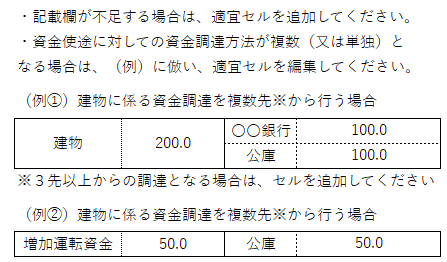 ・記載欄が不足する場合は、適宜セルを追加してください。
・資金使途に対しての資金調達方法が複数（又は単独）と
なる場合は、（例）に倣い、適宜セルを編集してください。
（例①）建物に係る資金調達を複数先※から行う場合
建物 200.0 〇〇銀行 100.0
公庫 100.0
※３先以上からの調達となる場合は、セルを追加してください
（例②）建物に係る資金調達を複数先※から行う場合
増加運転資金 50.0 公庫 50.0